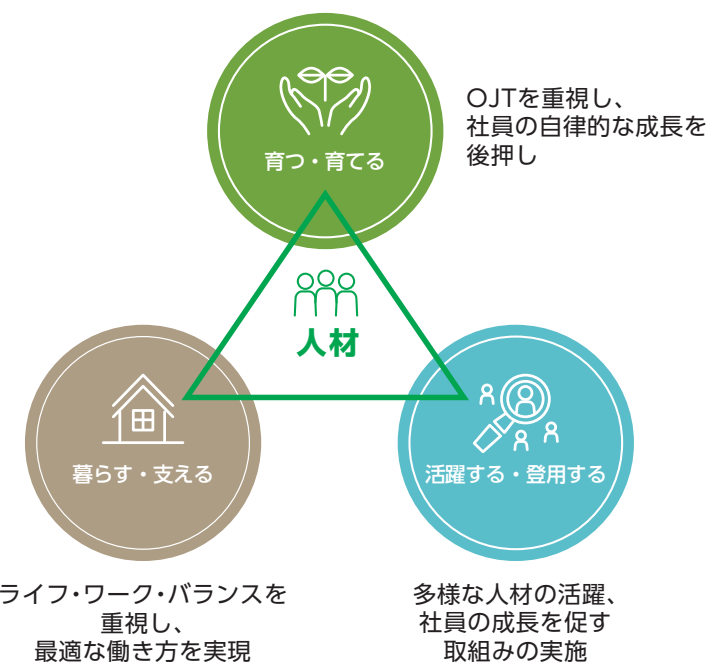 育つ・育てる
OJTを重視し、
社員の自律的な成長を
後押し
人材
暮らす・支える
活躍する・登用する
ライフ・ワーク・バランスを
重視し、
最適な働き方を実現
多様な人材の活躍、
社員の成長を促す
取組みの実施